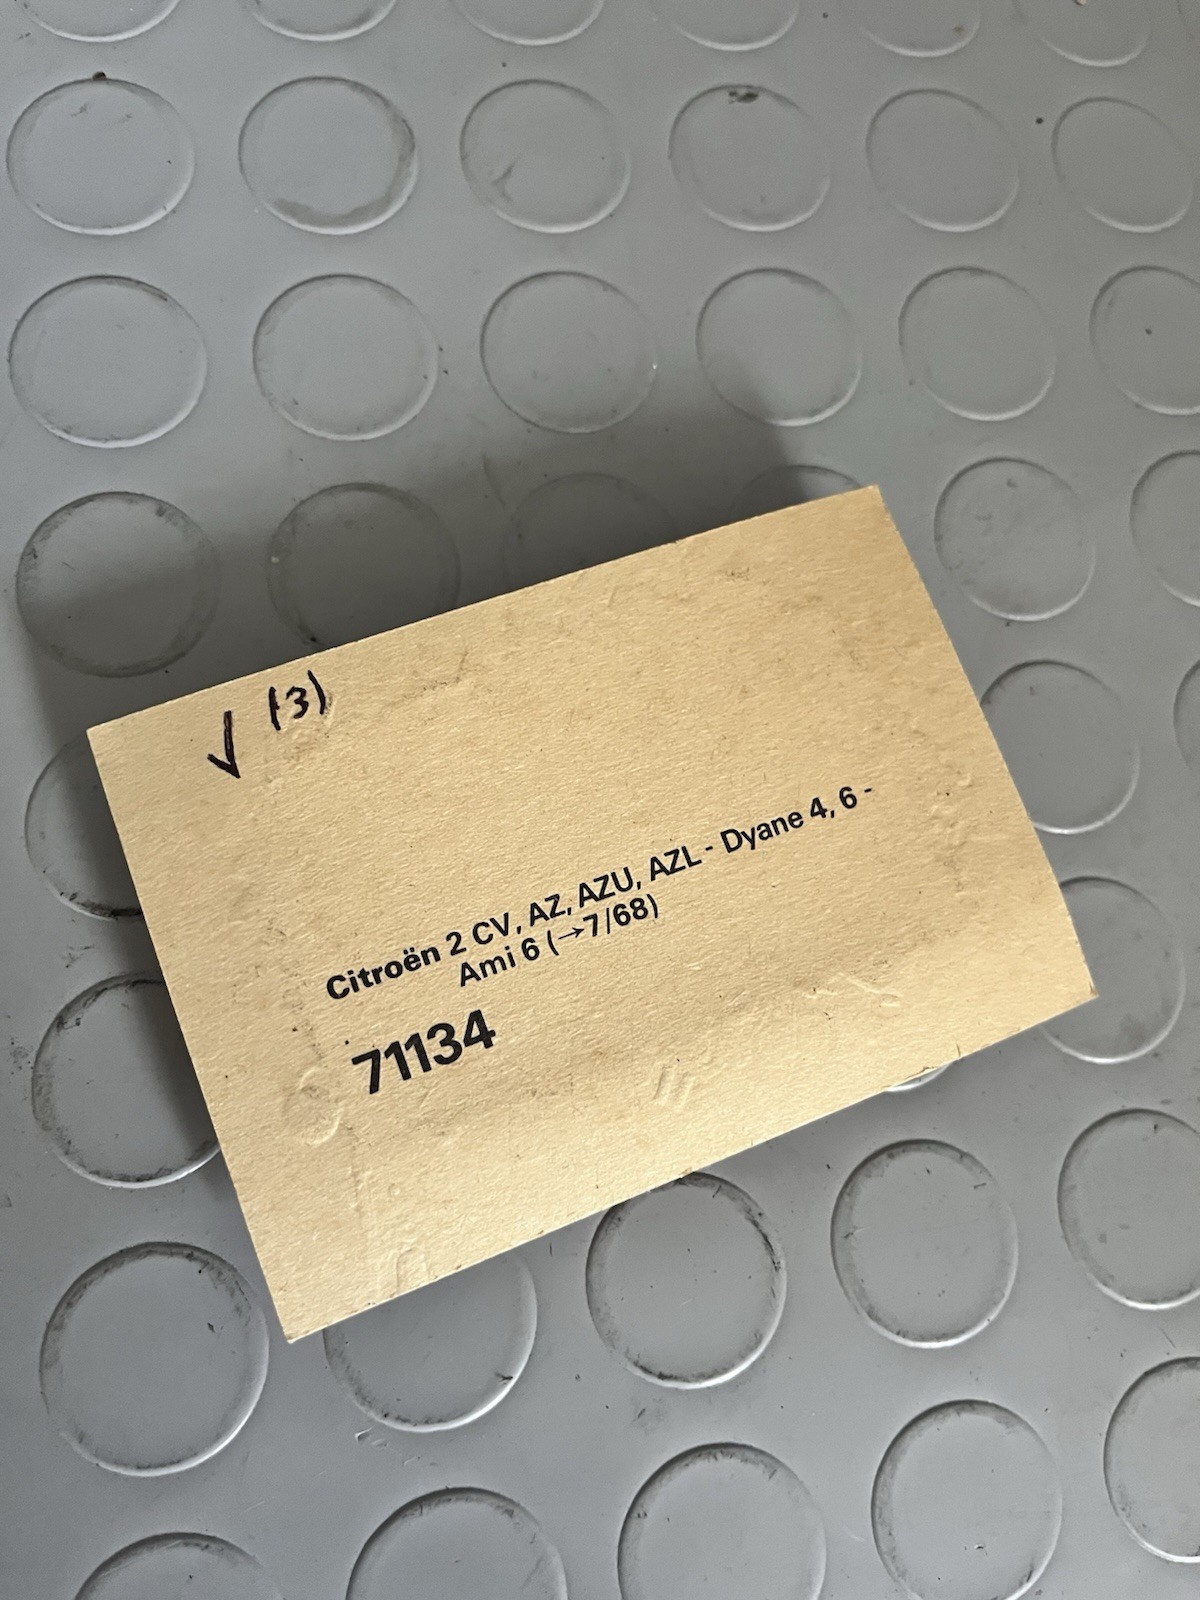 ✓ (3)
Citroën 2 CV, AZ, AZU, AZL - Dyane 4, 6 -
Ami 6 (→7/68)
71134